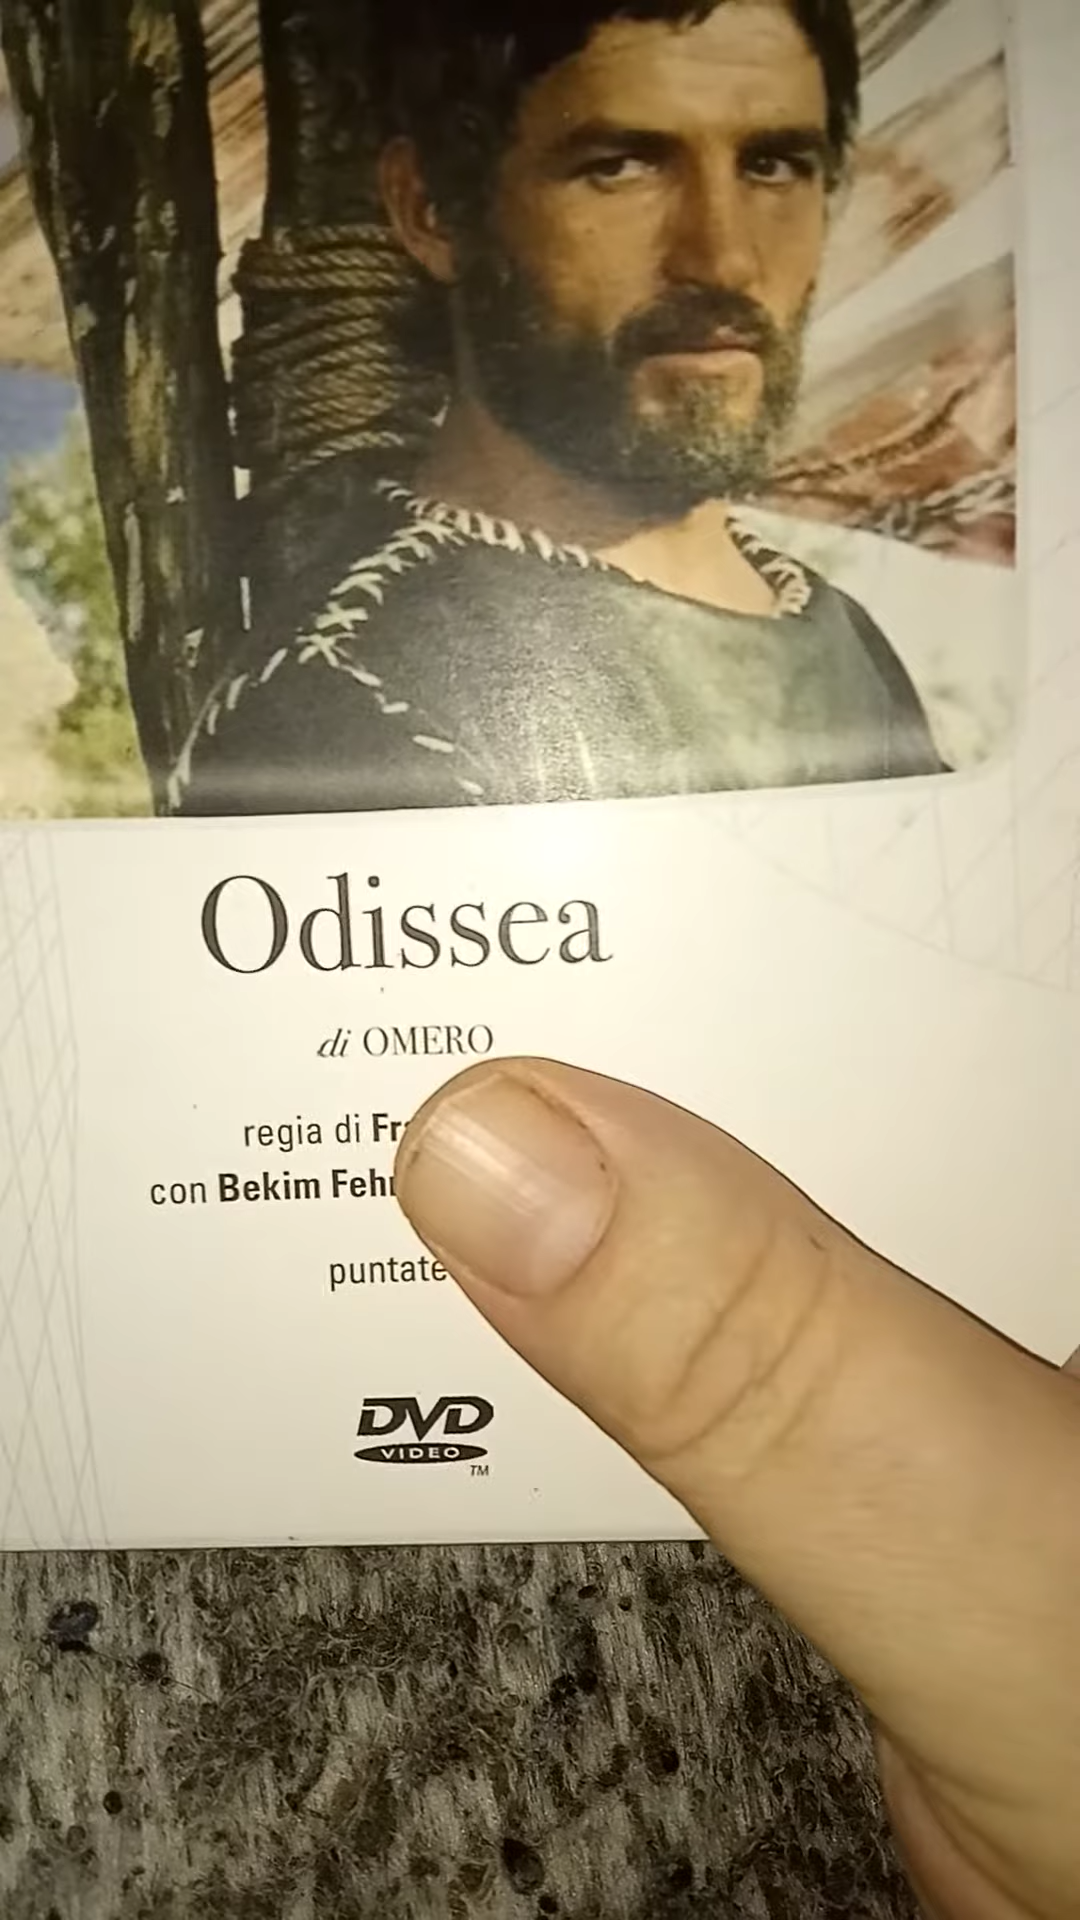 Odissea
di OMERO
regia di
con Bekim
puntate
DVD
VIDEO
TM